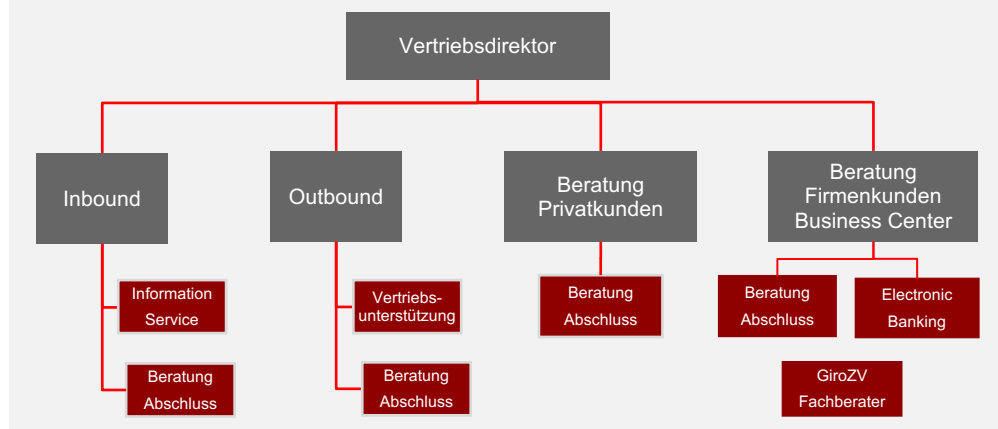 Vertriebsdirektor
Inbound
Outbound
Beratung
Privatkunden
Beratung
Firmenkunden
Business Center
Information
Service
Vertriebs-
unterstützung
Beratung
Abschluss
Beratung
Abschluss
Electronic
Banking
Beratung
Abschluss
Beratung
Abschluss
GiroZV
Fachberater